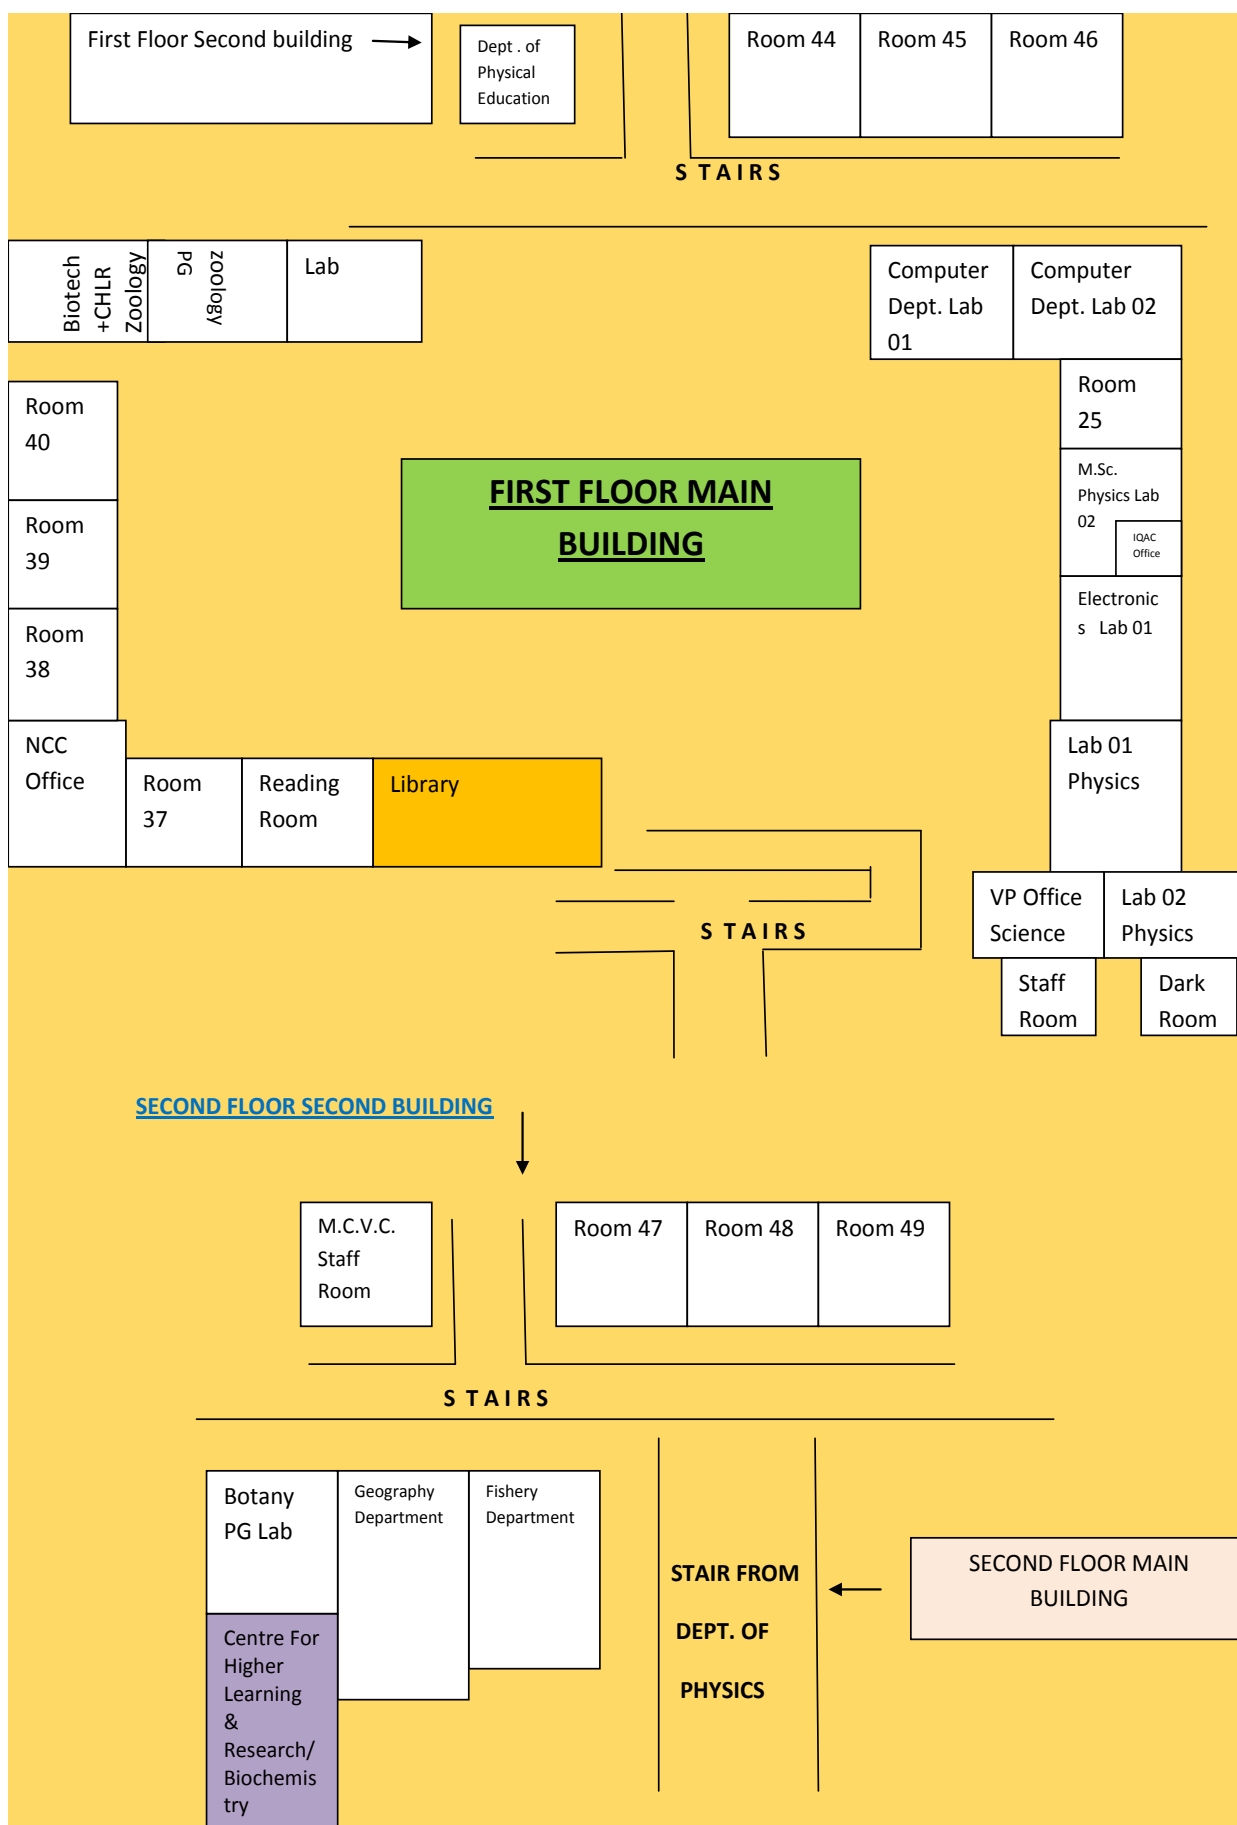 First Floor Second building
Dept . of
Physical
Education
Room 44
Room 45
Room 46
S TAIRS
Biotech
+CHLR
Zoology
zoology
PG
Lab
Computer
Dept. Lab
01
Computer
Dept. Lab 02
Room
25
M.Sc.
Physics Lab
02
IQAC
Office
Electronic
s Lab 01
Lab 01
Physics
Room
40
Room
39
Room
38
FIRST FLOOR MAIN
BUILDING
NCC
Office
Room
37
Reading
Room
Library
S TAIRS
VP Office
Science
Lab 02
Physics
Staff
Room
Dark
Room
SECOND FLOOR SECOND BUILDING
M.C.V.C.
Staff
Room
Room 47
Room 48
Room 49
S TAIRS
Botany
PG Lab
Geography
Department
Fishery
Department
STAIR FROM
DEPT. OF
PHYSICS
SECOND FLOOR MAIN
BUILDING
Centre For
Higher
Learning
&
Research/
Biochemis
try